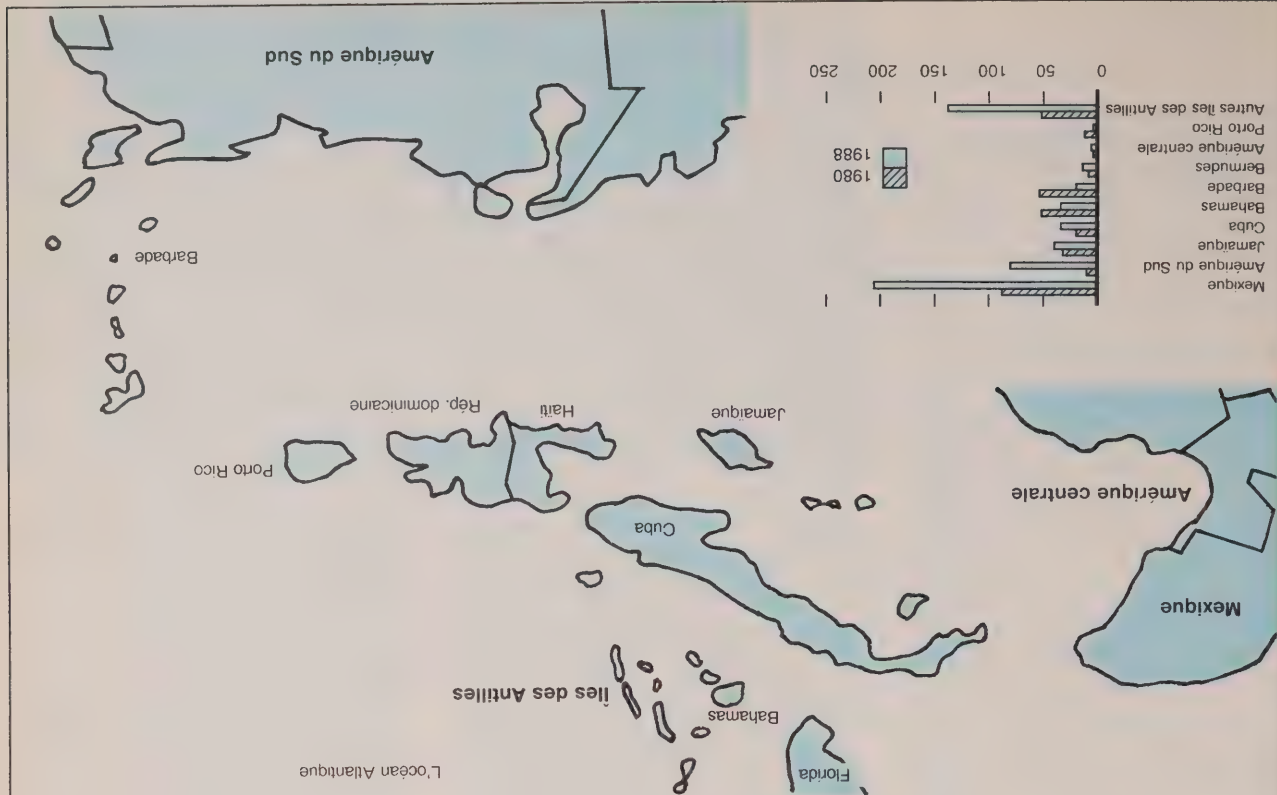 Florida
L'océan Atlantique
Bahamas
Îles des Antilles
Mexique
Cuba
Amérique centrale
Porto Rico
Jamaïque
Haïti
Rép. dominicaine
Barbade
Mexique
Amérique du Sud
Jamaïque
Cuba
Bahamas
Barbade
Bermudes
Amérique centrale
Porto Rico
Autres îles des Antilles
1980
1988
0 50 100 150 200 250
Amérique du Sud